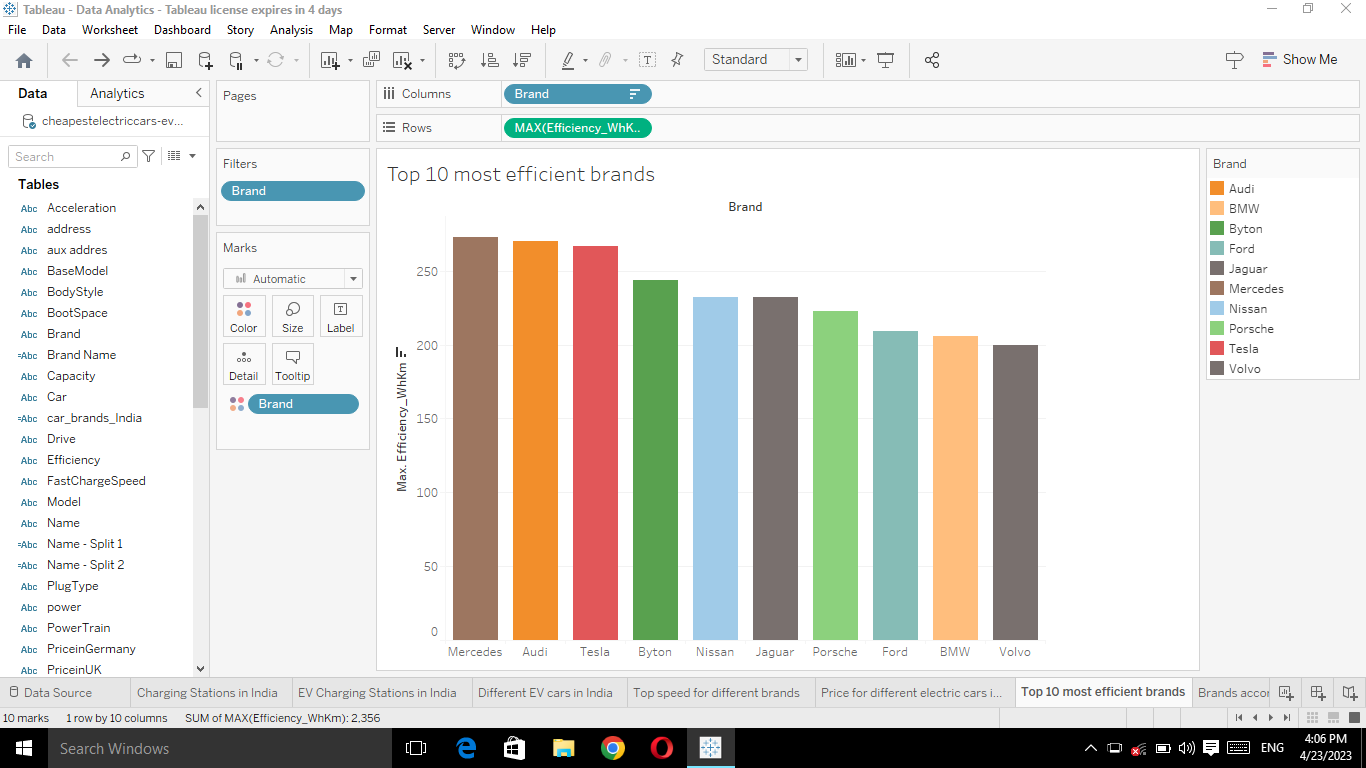 Tableau - Data Analytics - Tableau license expires in 4 days
File Data Worksheet Dashboard Story Analysis Map Format Server Window Help
Standard
Show Me
Data Analytics
cheapestelectriccars-ev...
Search
Tables
Abc Acceleration
Abc address
Abc aux addres
Abc BaseModel
Abc BodyStyle
Abc BootSpace
Abc Brand
=Abc Brand Name
Abc Capacity
Abc Car
=Abc car_brands_India
Abc Drive
Abc Efficiency
Abc FastChargeSpeed
Abc Model
Abc Name
=Abc Name - Split 1
=Abc Name - Split 2
Abc PlugType
Abc power
Abc PowerTrain
Abc PriceinGermany
Abc PriceinUK
Pages
Filters
Brand
Marks
Automatic
Color Size Label
Detail Tooltip
Brand
Columns Brand
Rows MAX(Efficiency_WhK..
Top 10 most efficient brands
Brand
Max. Efficiency_WhKm
250
200
150
100
50
0
Mercedes Audi Tesla Byton Nissan Jaguar Porsche Ford BMW Volvo
Brand
Audi
BMW
Byton
Ford
Jaguar
Mercedes
Nissan
Porsche
Tesla
Volvo
Data Source Charging Stations in India EV Charging Stations in India Different EV cars in India Top speed for different brands Price for different electric cars i... Top 10 most efficient brands Brands accor
10 marks 1 row by 10 columns SUM of MAX(Efficiency_WhKm): 2,356
Search Windows
ENG
4:06 PM
4/23/2023